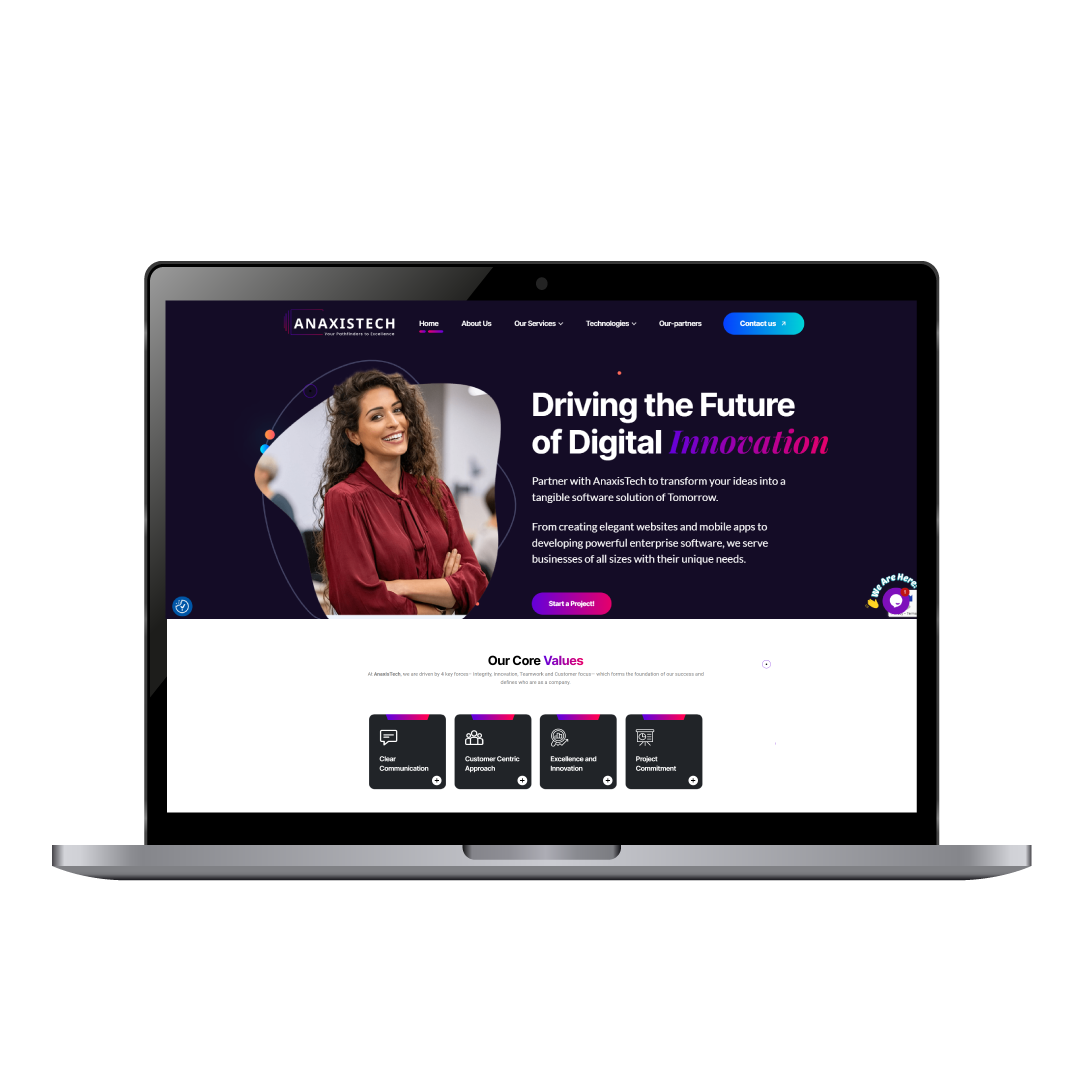 ANAXISTECH
Your Pathfinders to Excellence
Home
About Us
Our Services
Technologies
Our-partners
Contact us
Driving the Future
of Digital Innovation
Partner with AnaxisTech to transform your ideas into a
tangible software solution of Tomorrow.
From creating elegant websites and mobile apps to
developing powerful enterprise software, we serve
businesses of all sizes with their unique needs.
Start a Project!
We Are Here!
1
Our Core Values
At AnaxisTech, we are driven by 4 key forces– Integrity, Innovation, Teamwork and Customer focus – which forms the foundation of our success and
defines who are as a company.
Clear
Communication
Customer Centric
Approach
Excellence and
Innovation
Project
Commitment